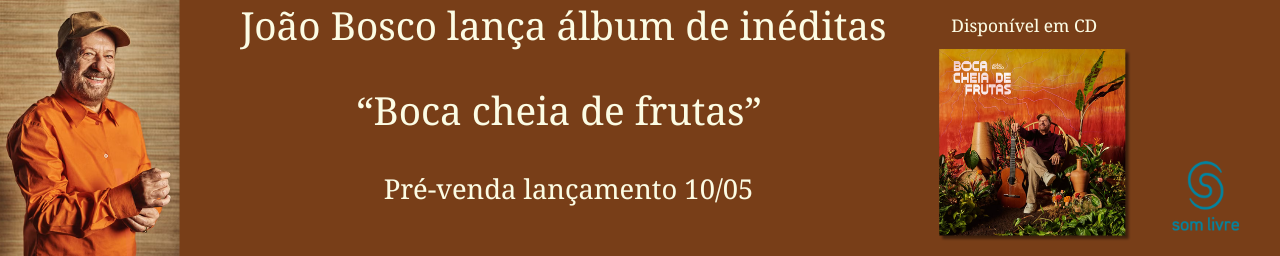 João Bosco lança álbum de inéditas
“Boca cheia de frutas”
Pré-venda lançamento 10/05
Disponível em CD
BOCA
CHEIA DE
FRUTAS
som livre